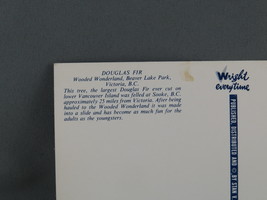 DOUGLAS FIR
Wooded Wonderland, Beaver Lake Park,
Victoria, B.C.
This tree, the largest Douglas Fir ever cut on
lower Vancouver Island was felled at Sooke, B.C.
approximately 25 miles from Victoria. After being
hauled to the Wooded Wonderland it was made
into a slide and has become as much fun for the
adults as the youngsters.
Wright
everytime
PUBLISHED DISTRIBUTED AND © BY STAN